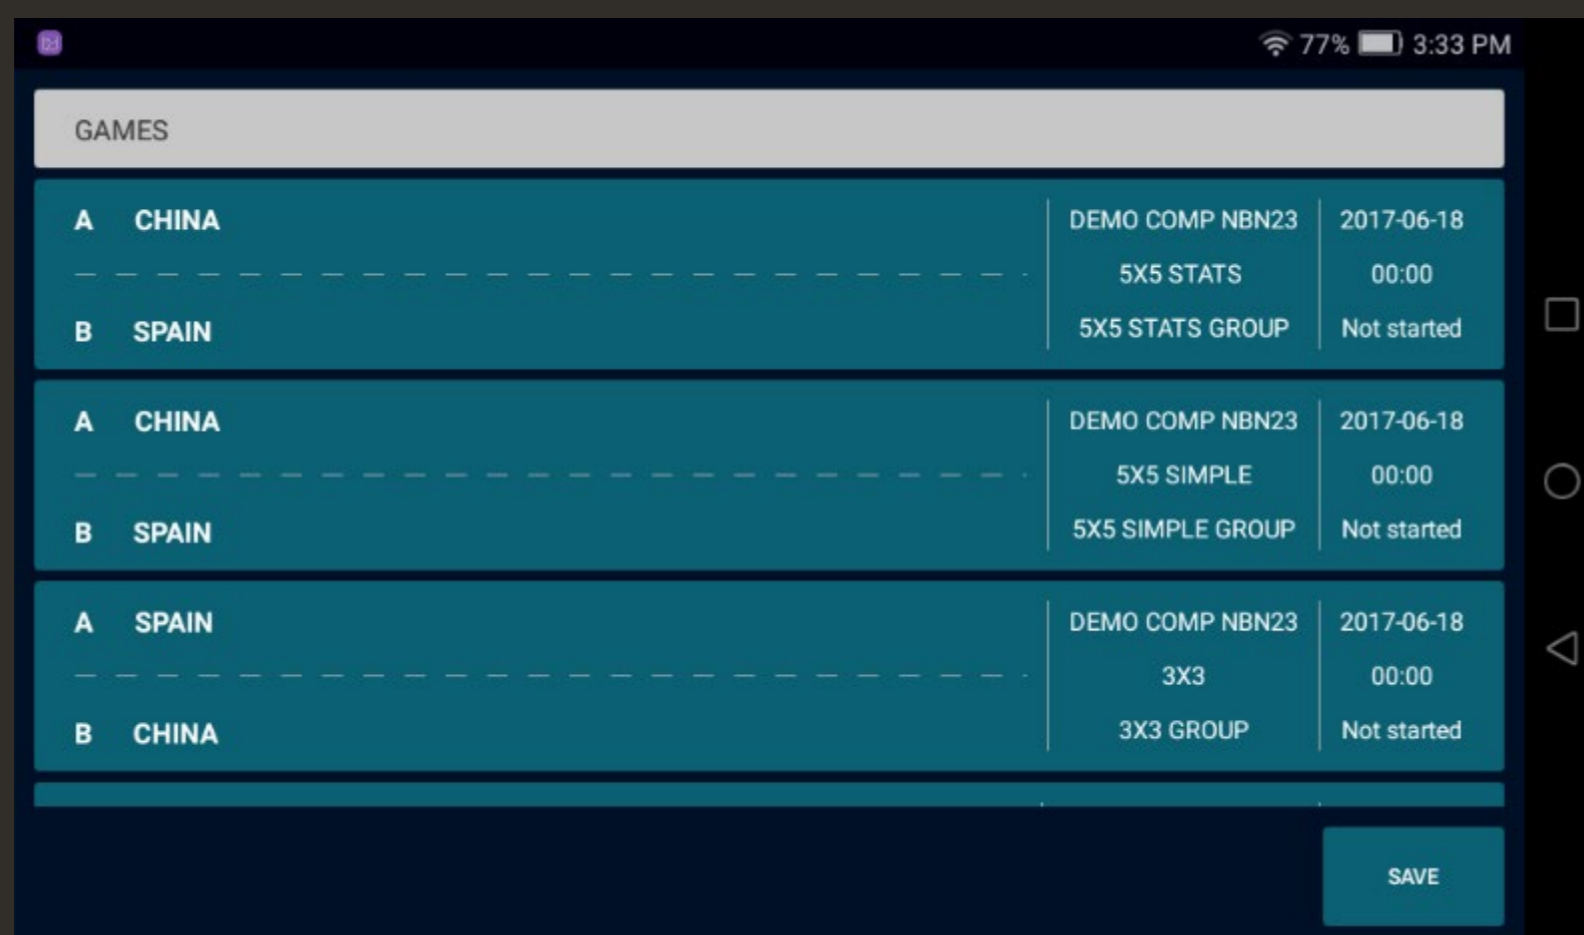 77% 3:33 PM
GAMES
A CHINA
B SPAIN
DEMO COMP NBN23
5X5 STATS
5X5 STATS GROUP
2017-06-18
00:00
Not started
A CHINA
B SPAIN
DEMO COMP NBN23
5X5 SIMPLE
5X5 SIMPLE GROUP
2017-06-18
00:00
Not started
A SPAIN
B CHINA
DEMO COMP NBN23
3X3
3X3 GROUP
2017-06-18
00:00
Not started
SAVE